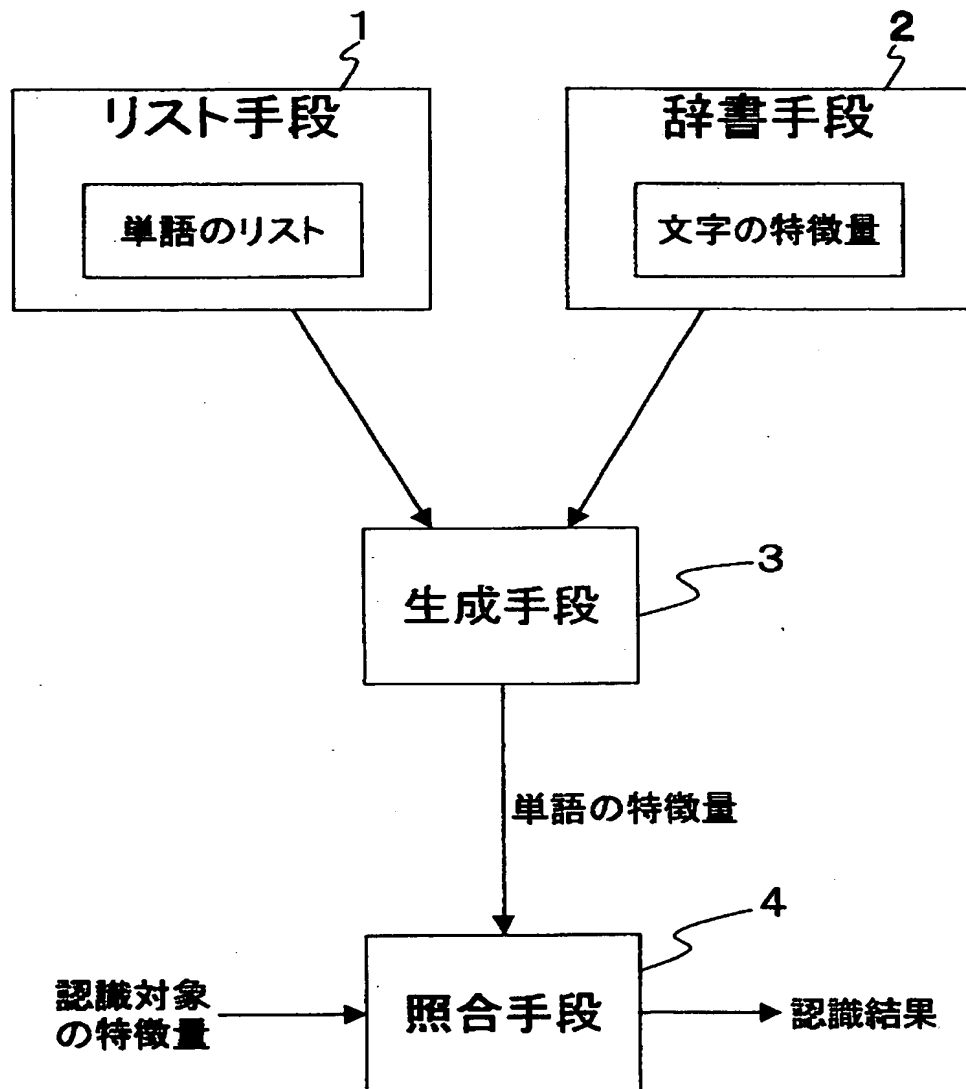 1
2
リスト手段
辞書手段
単語のリスト
文字の特徴量
3
生成手段
単語の特徴量
4
認識対象
の特徴量
照合手段
認識結果